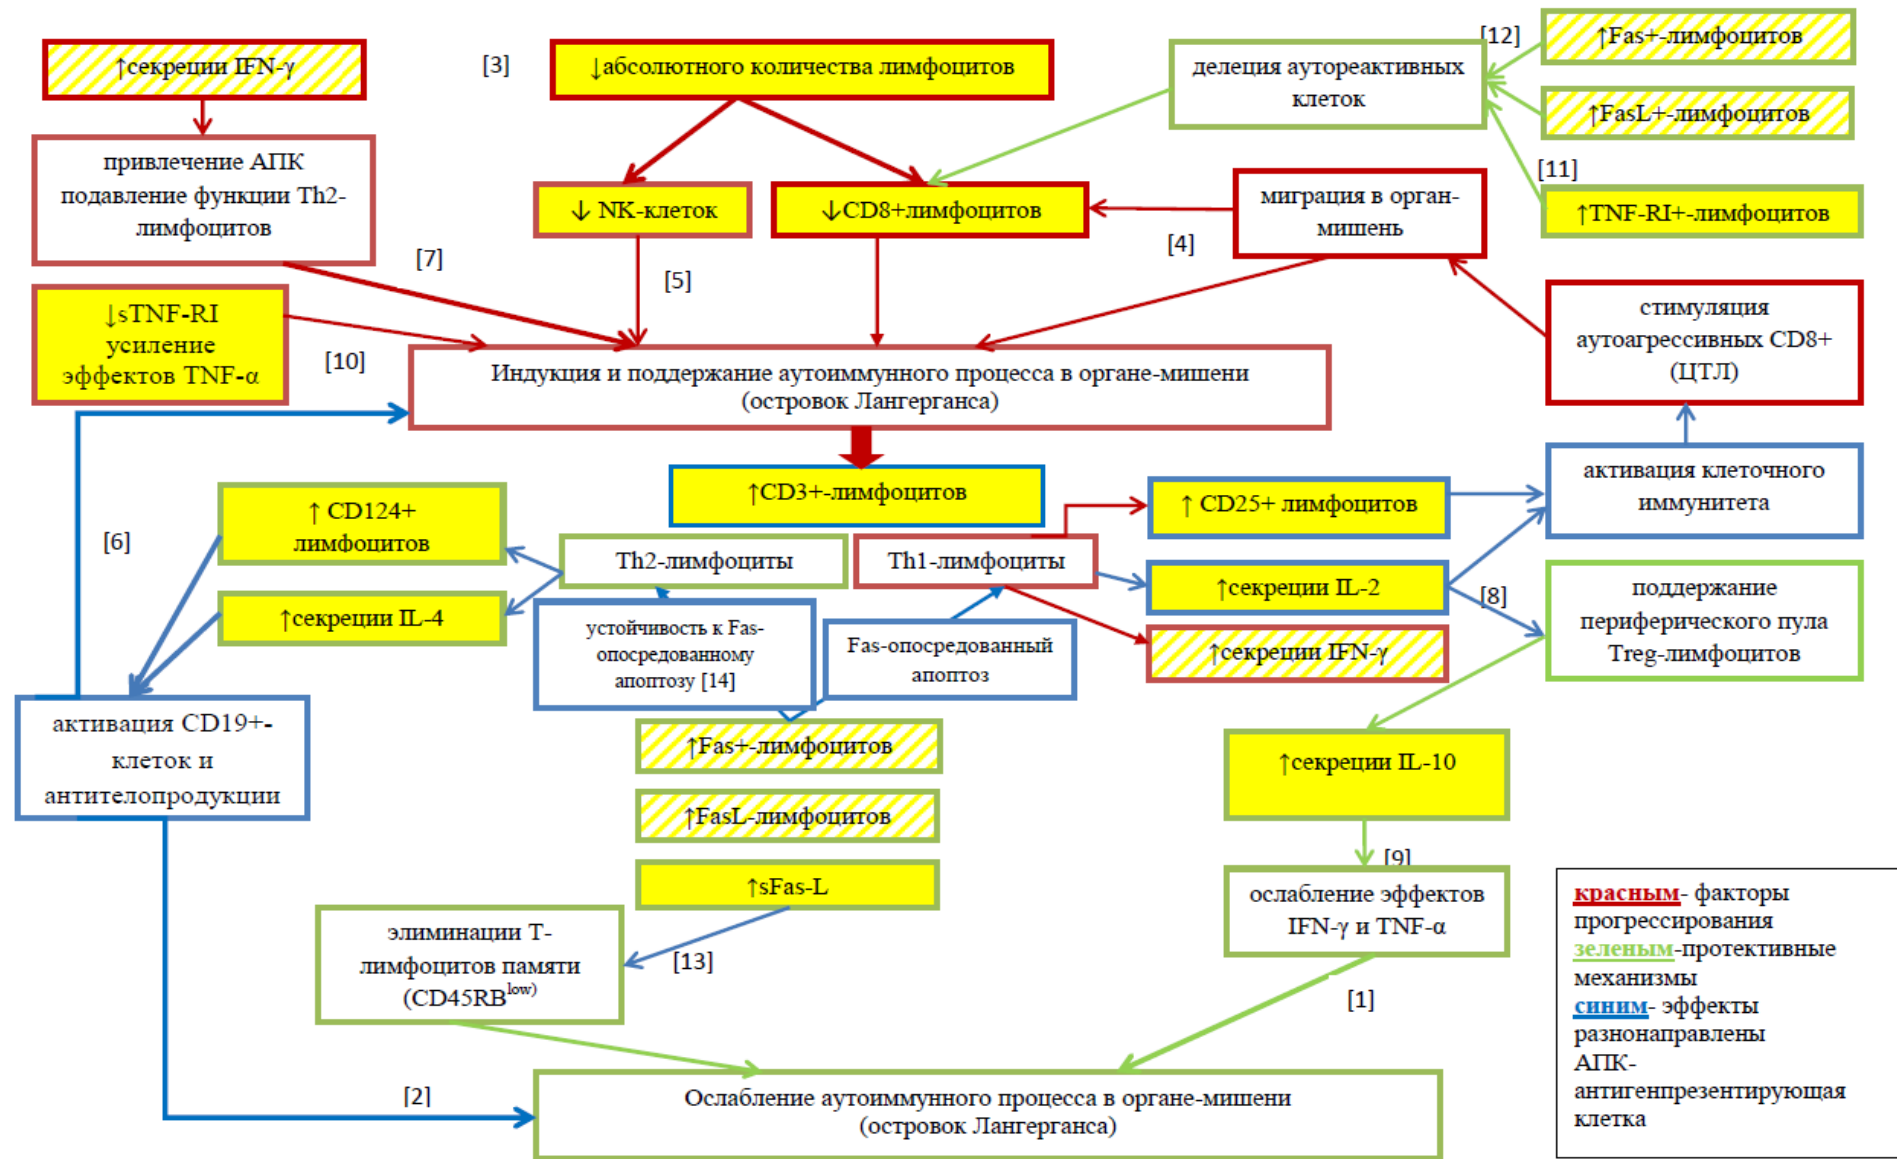 ↑секреции IFN-γ
[3]
↓абсолютного количества лимфоцитов
делеция аутореактивных
клеток
[12]
↑Fas+-лимфоцитов
↑FasL+-лимфоцитов
[11]
↑TNF-RI+-лимфоцитов
привлечение АПК
подавление функции Th2-
лимфоцитов
[7]
↓ NK-клеток
[5]
↓CD8+лимфоцитов
миграция в орган-
мишень
[4]
↓sTNF-RI
усиление
эффектов TNF-α
[10]
стимуляция
аутоагрессивных CD8+
(ЦТЛ)
Индукция и поддержание аутоиммунного процесса в органе-мишени
(островок Лангерганса)
↑CD3+-лимфоцитов
↑ CD124+
лимфоцитов
[6]
↑ CD25+ лимфоцитов
активация клеточного
иммунитета
Th2-лимфоциты
Th1-лимфоциты
↑секреции IL-4
↑секреции IL-2
[8]
поддержание
периферического пула
Treg-лимфоцитов
устойчивость к Fas-
опосредованному
апоптозу [14]
Fas-опосредованный
апоптоз
↑секреции IFN-γ
активация CD19+-
клеток и
антителопродукции
↑Fas+-лимфоцитов
↑секреции IL-10
↑FasL-лимфоцитов
[9]
↑sFas-L
ослабление эффектов
IFN-γ и TNF-α
элиминации Т-
лимфоцитов памяти
(CD45RBlow)
[13]
[1]
[2]
Ослабление аутоиммунного процесса в органе-мишени
(островок Лангерганса)
красным- факторы
прогрессирования
зеленым-протективные
механизмы
синим- эффекты
разнонаправлены
АПК-
антигенпрезентирующая
клетка